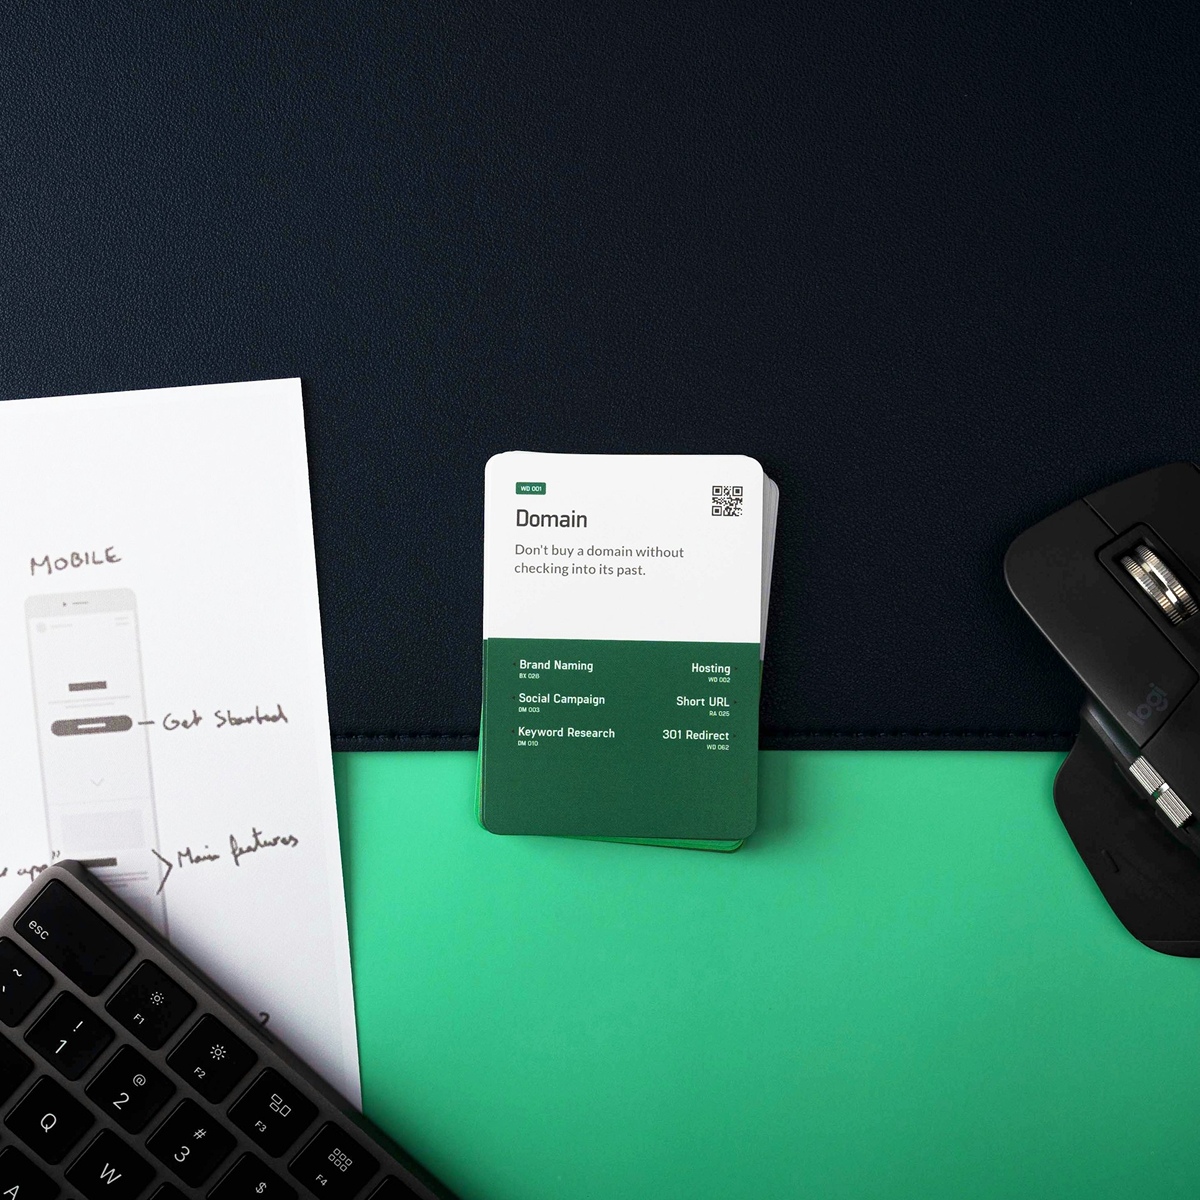 WD 001
Domain
Don't buy a domain without
checking into its past.
Brand Naming
BX 026
Hosting
WD 002
Social Campaign
DM 003
Short URL
RA 025
Keyword Research
DM 010
301 Redirect
WD 062
MOBILE
Get Started
Main features
logi
esc
~
F1
F2
F3
F4
! 1
@ 2
# 3
$
Q
W
A